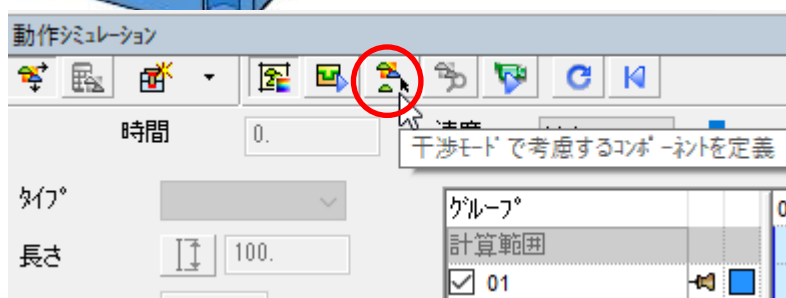 動作ｼﾐｭﾚｰｼｮﾝ
時間 0.
干渉ﾓｰﾄﾞで考慮するｺﾝﾎﾟｰﾈﾝﾄを定義
ﾀｲﾌﾟ
ｸﾞﾙｰﾌﾟ 0
長さ 100. 計算範囲
01